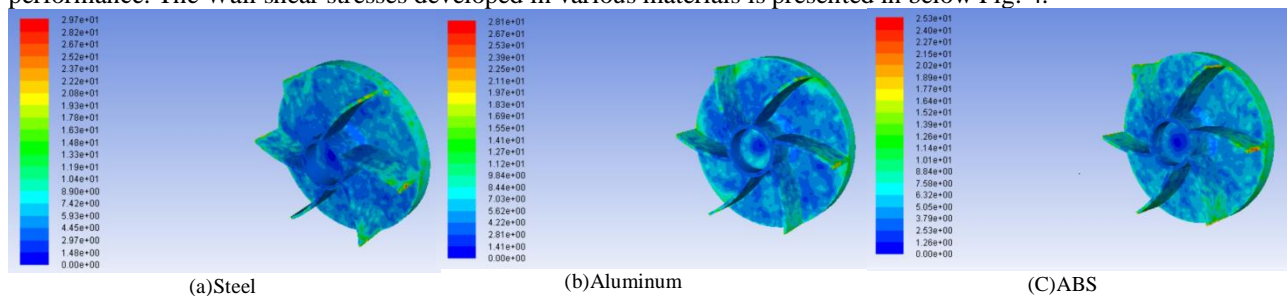 performance. The Wall shear stresses developed in various materials is presented in below Fig. 4.
2.97e+01
2.82e+01
2.67e+01
2.52e+01
2.37e+01
2.22e+01
2.08e+01
1.93e+01
1.78e+01
1.63e+01
1.48e+01
1.33e+01
1.19e+01
1.04e+01
8.90e+00
7.42e+00
5.93e+00
4.45e+00
2.97e+00
1.48e+00
0.00e+00
(a)Steel
2.81e+01
2.67e+01
2.53e+01
2.39e+01
2.25e+01
2.11e+01
1.97e+01
1.83e+01
1.69e+01
1.55e+01
1.41e+01
1.27e+01
1.12e+01
9.84e+00
8.44e+00
7.03e+00
5.62e+00
4.22e+00
2.81e+00
1.41e+00
0.00e+00
(b)Aluminum
2.53e+01
2.40e+01
2.27e+01
2.15e+01
2.02e+01
1.89e+01
1.77e+01
1.64e+01
1.52e+01
1.39e+01
1.26e+01
1.14e+01
1.01e+01
8.84e+00
7.58e+00
6.32e+00
5.05e+00
3.79e+00
2.53e+00
1.26e+00
0.00e+00
(C)ABS